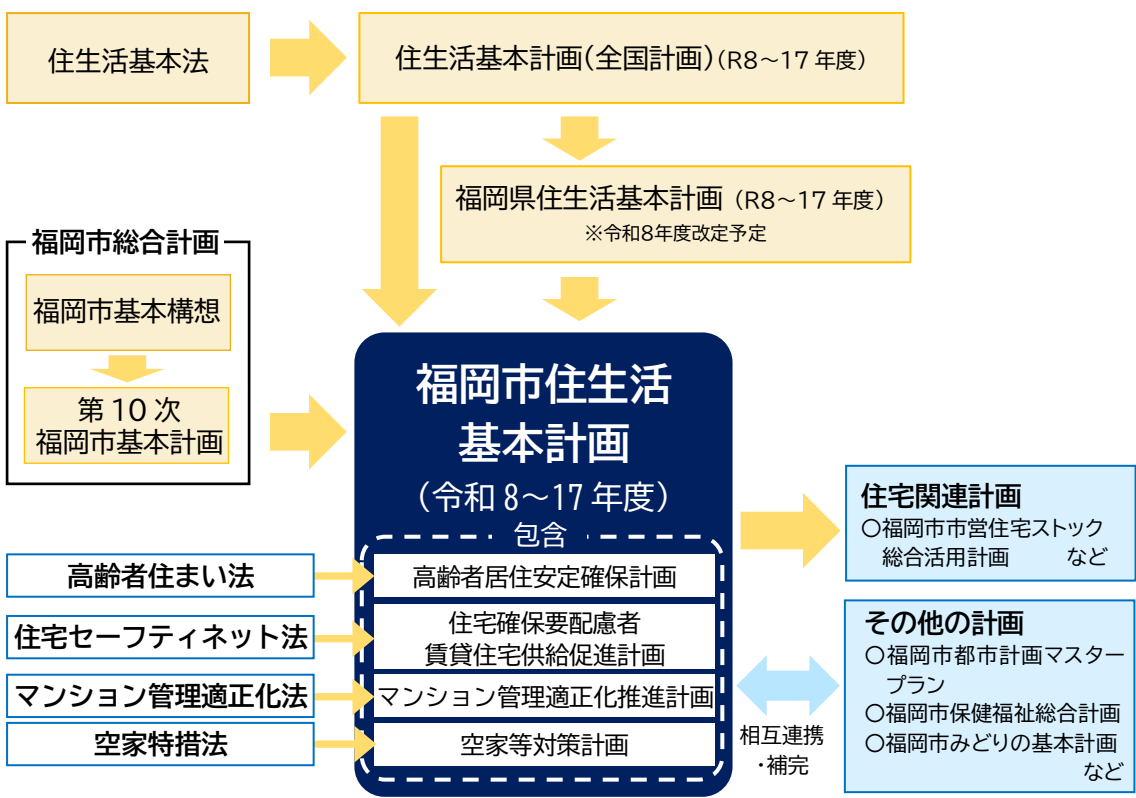 住生活基本法
住生活基本計画(全国計画)(R8～17年度)
福岡県住生活基本計画 (R8～17年度)
※令和8年度改定予定
福岡市総合計画
福岡市基本構想
第10次
福岡市基本計画
福岡市住生活
基本計画
(令和8～17年度)
包含
高齢者住まい法
高齢者居住安定確保計画
住宅セーフティネット法
住宅確保要配慮者
賃貸住宅供給促進計画
マンション管理適正化法
マンション管理適正化推進計画
空家特措法
空家等対策計画
住宅関連計画
○福岡市市営住宅ストック
総合活用計画 など
相互連携
・補完
その他の計画
○福岡市都市計画マスター
プラン
○福岡市保健福祉総合計画
○福岡市みどりの基本計画
など